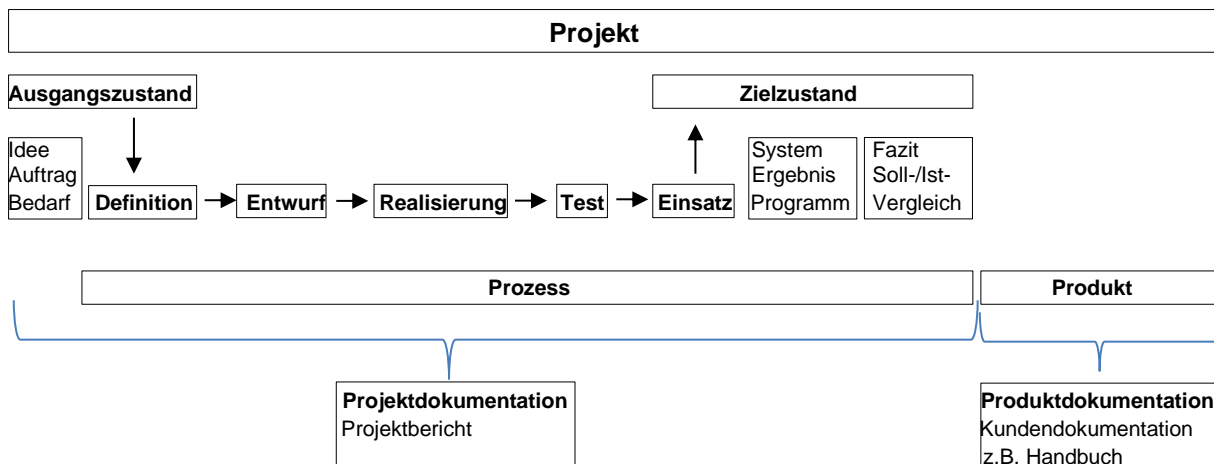 Projekt
Ausgangszustand
Zielzustand
Idee
Auftrag
Bedarf
Definition
Entwurf
Realisierung
Test
Einsatz
System
Ergebnis
Programm
Fazit
Soll-/Ist-
Vergleich
Prozess
Produkt
Projektdokumentation
Projektbericht
Produktdokumentation
Kundendokumentation
z.B. Handbuch